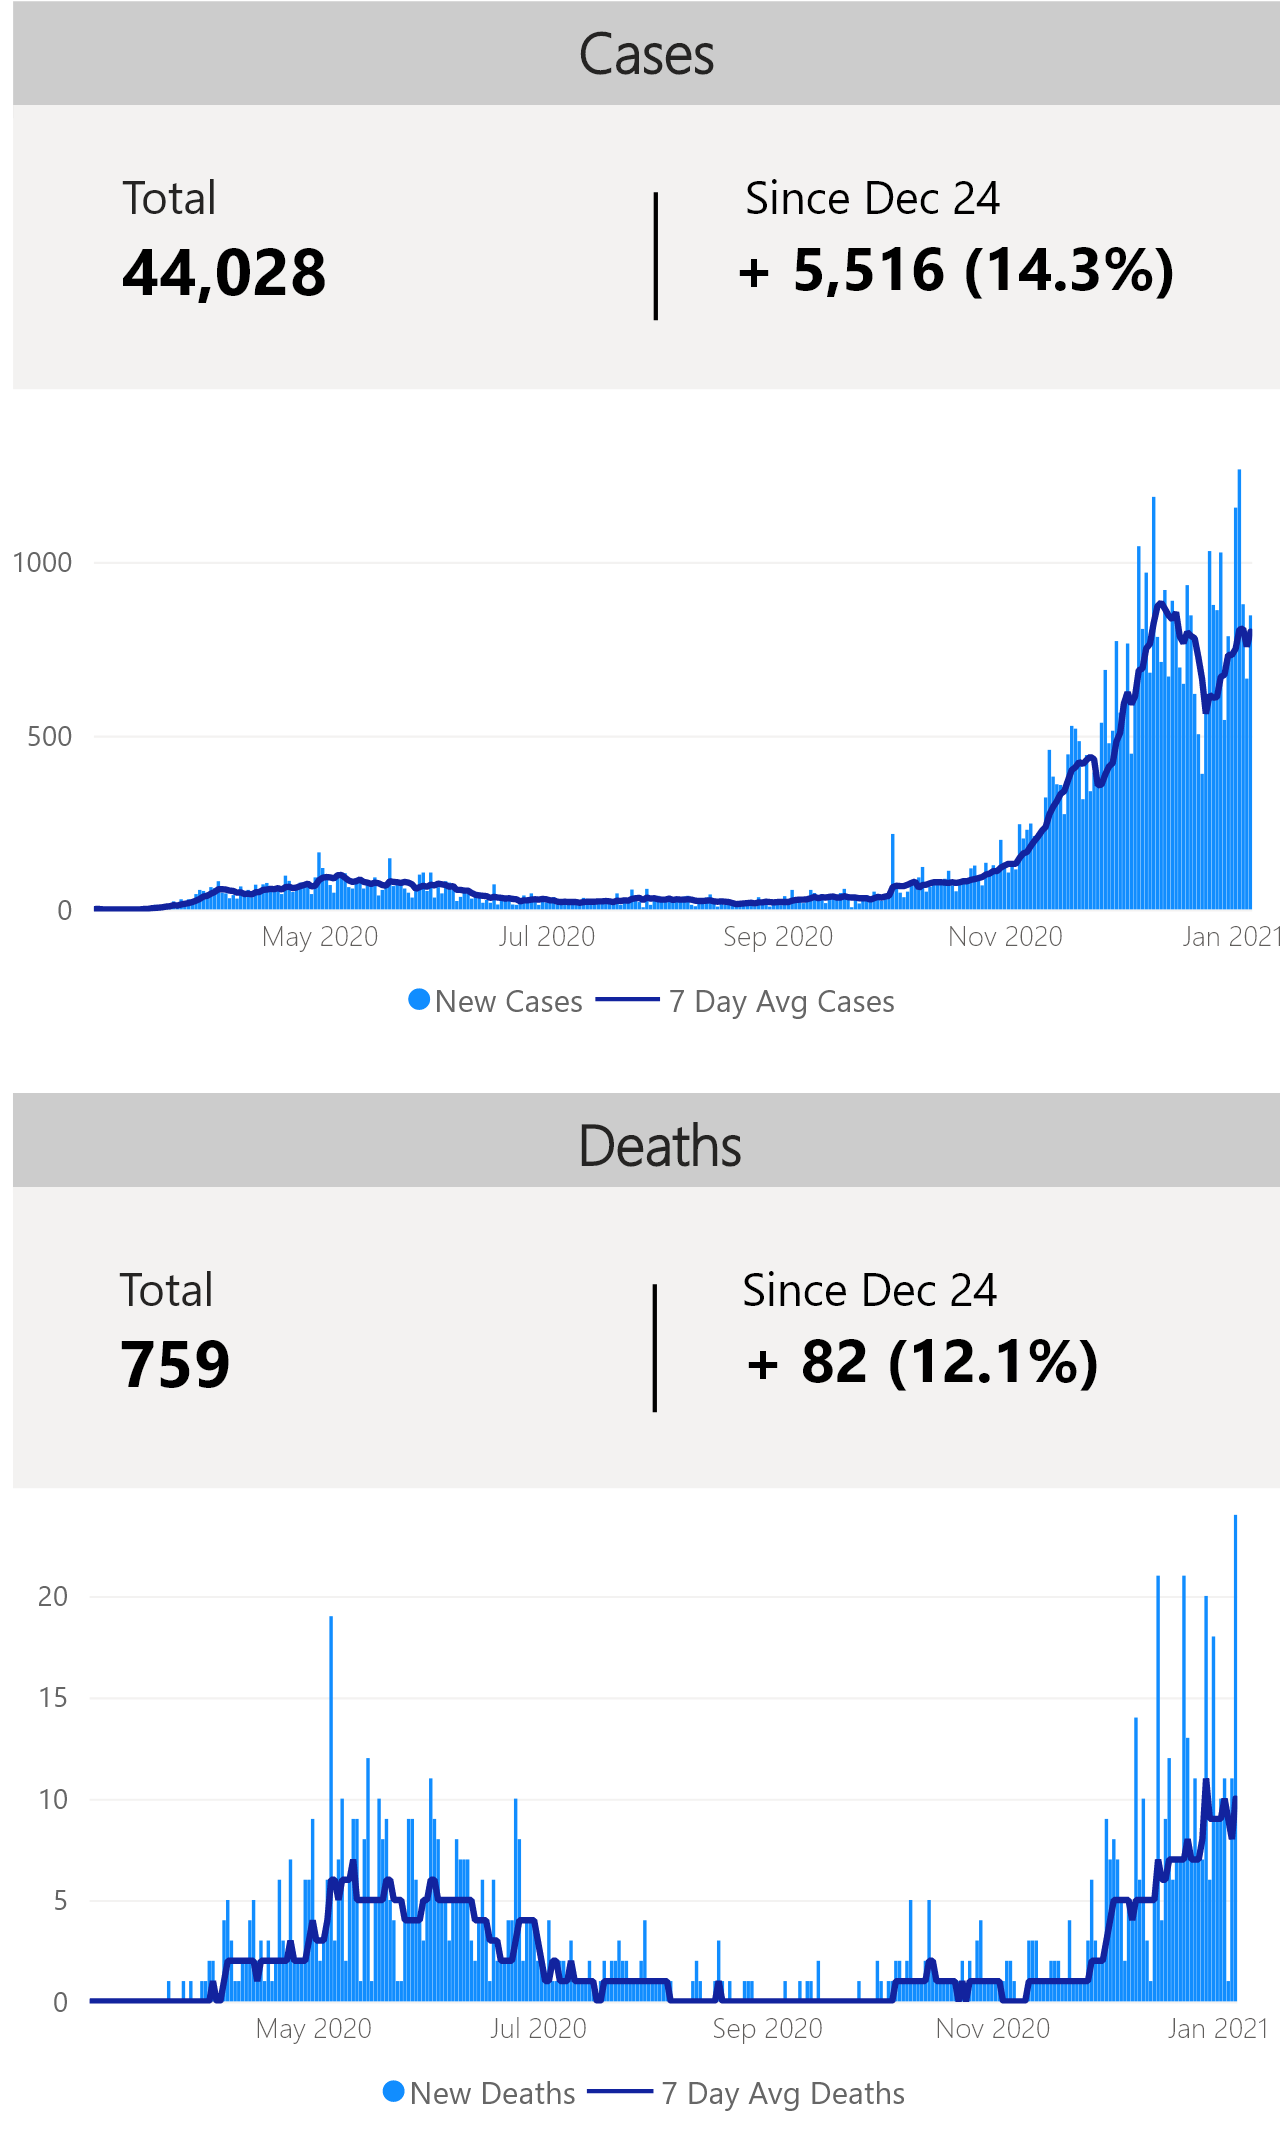 Cases
Total
Since Dec 24
44,028
+ 5,516 (14.3%)
1000
500
0
May 2020
Jul 2020
Sep 2020
Nov 2020
Jan 2021
New Cases
7 Day Avg Cases
Deaths
Total
Since Dec 24
759
+ 82 (12.1%)
20
15
10
5
0
May 2020
Jul 2020
Sep 2020
Nov 2020
Jan 2021
New Deaths
7 Day Avg Deaths